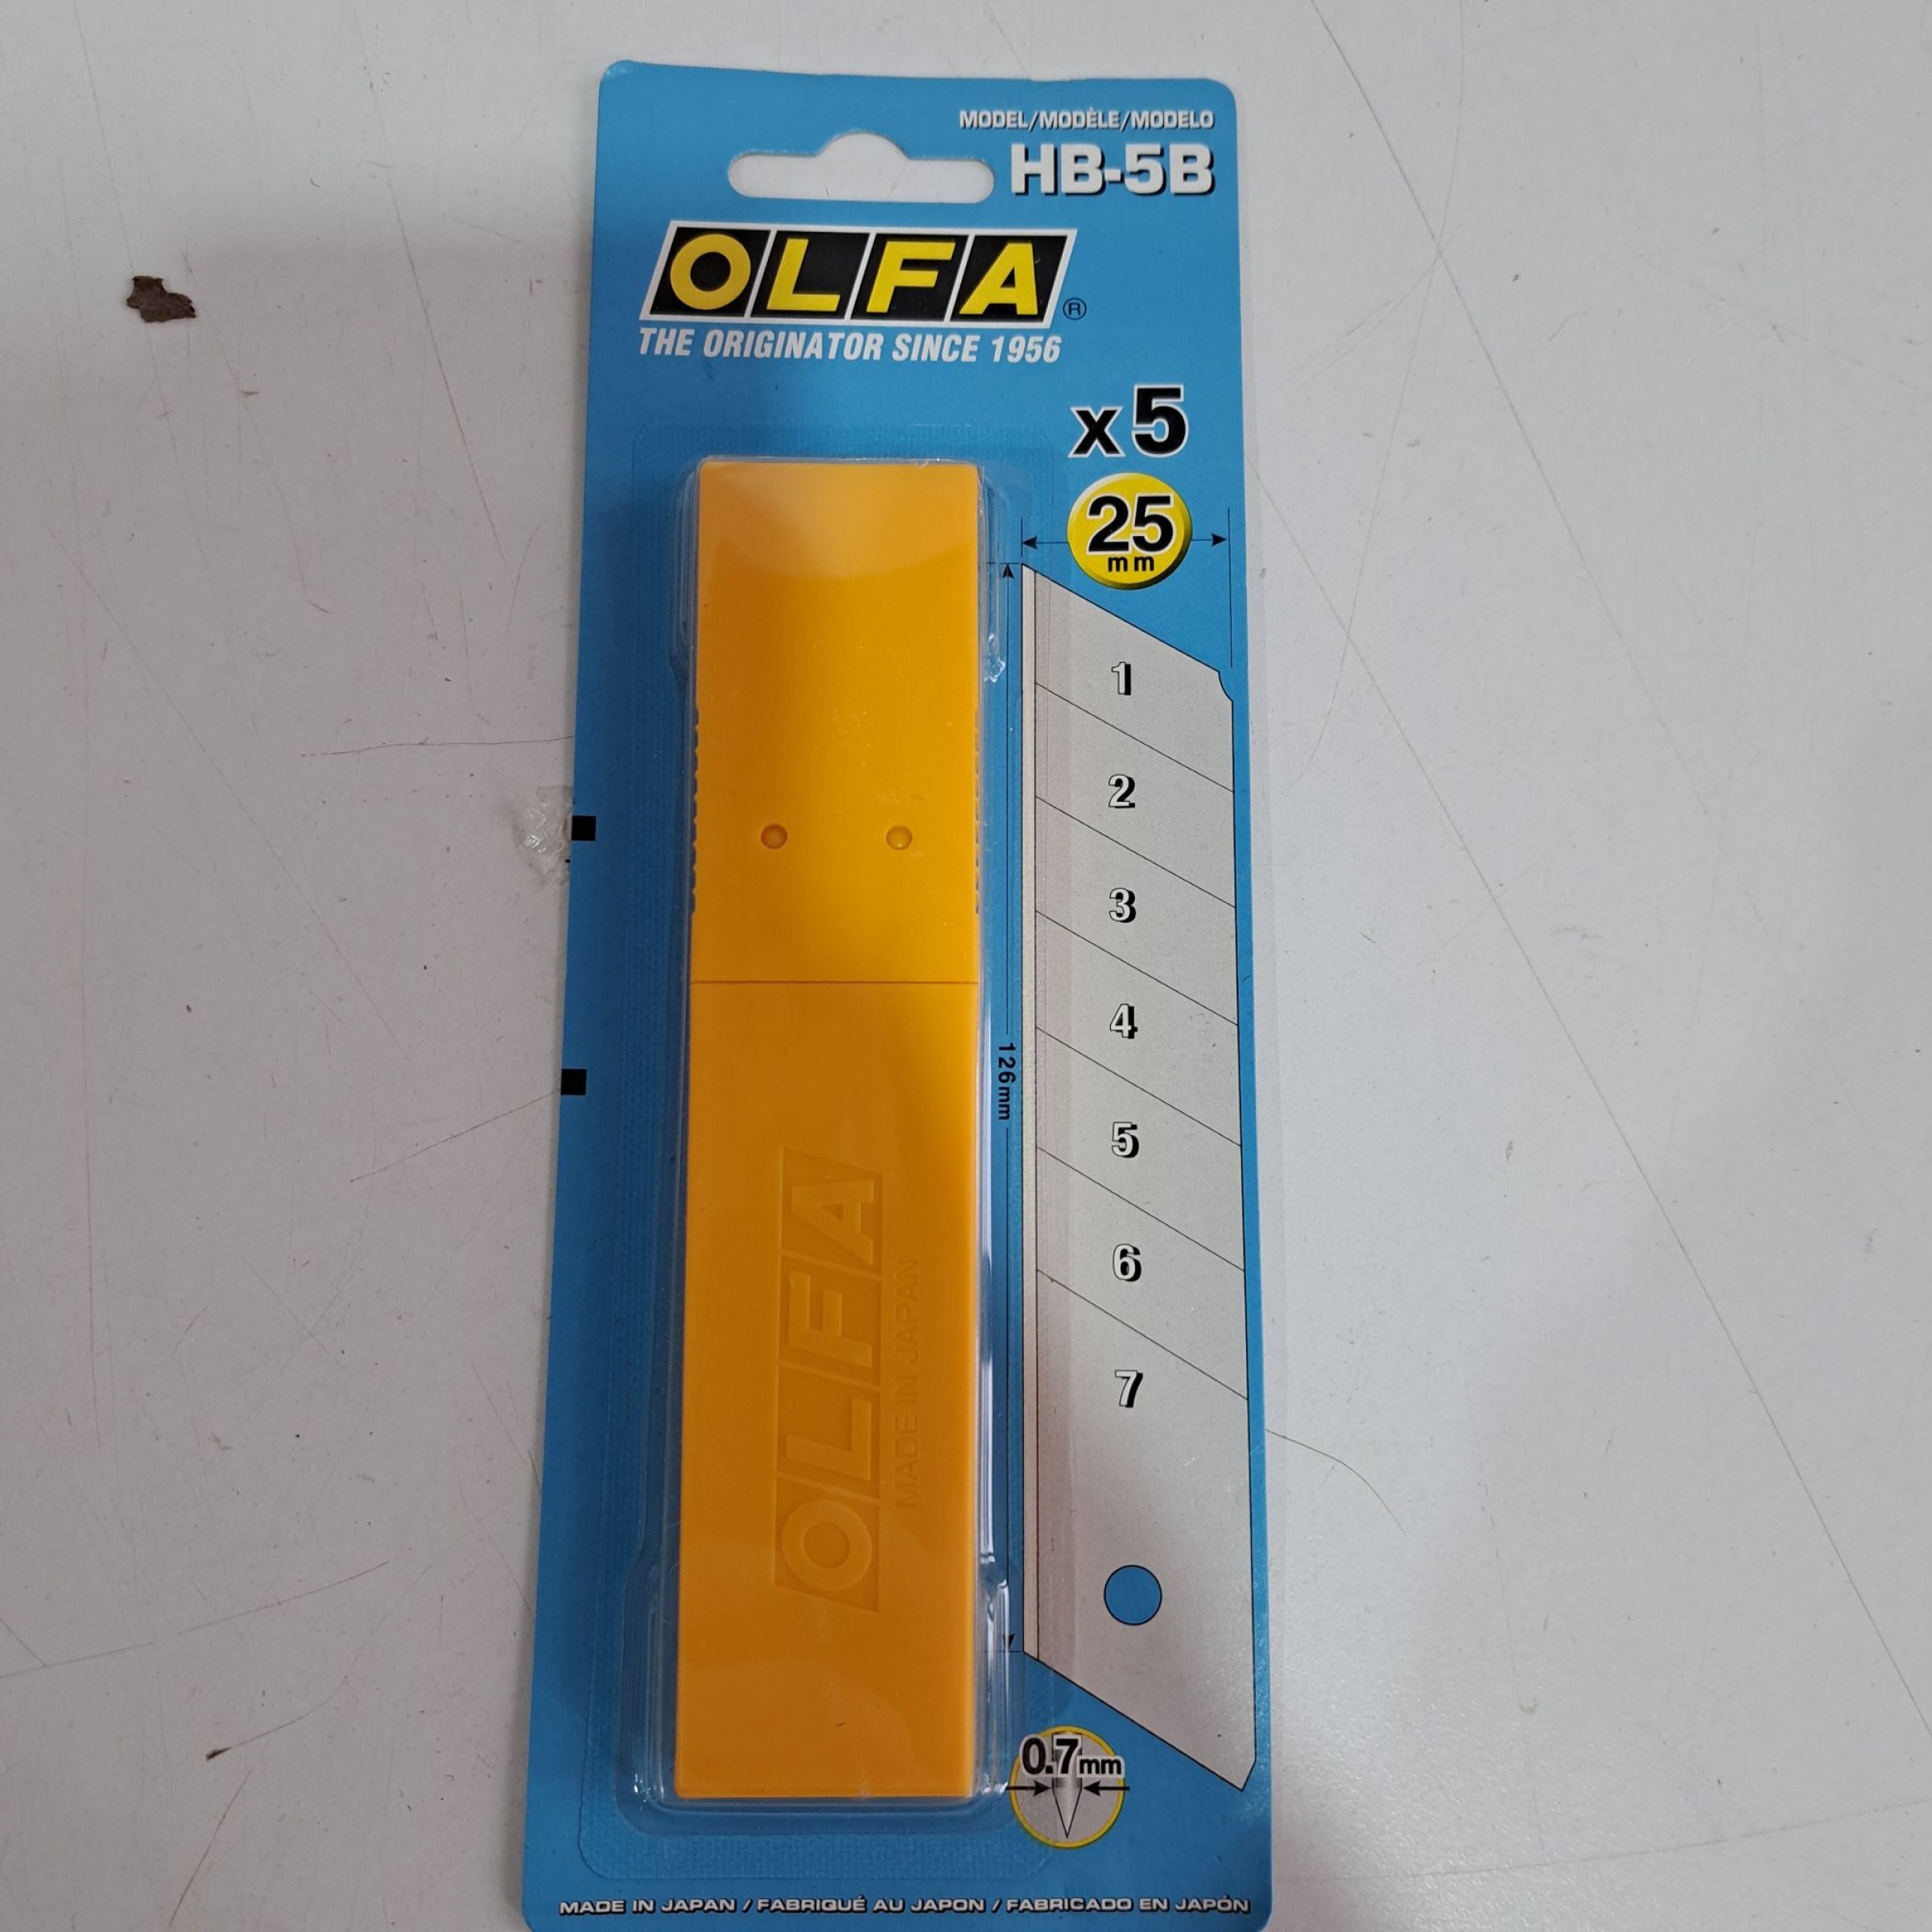 MODEL/MODÈLE/MODELO
HB-5B
OLFA®
THE ORIGINATOR SINCE 1956
x5
25
mm
1
2
3
4
126mm
5
6
7
OLFA
MADE IN JAPAN
0.7mm
MADE IN JAPAN / FABRIQUÉ AU JAPON / FABRICADO EN JAPÓN